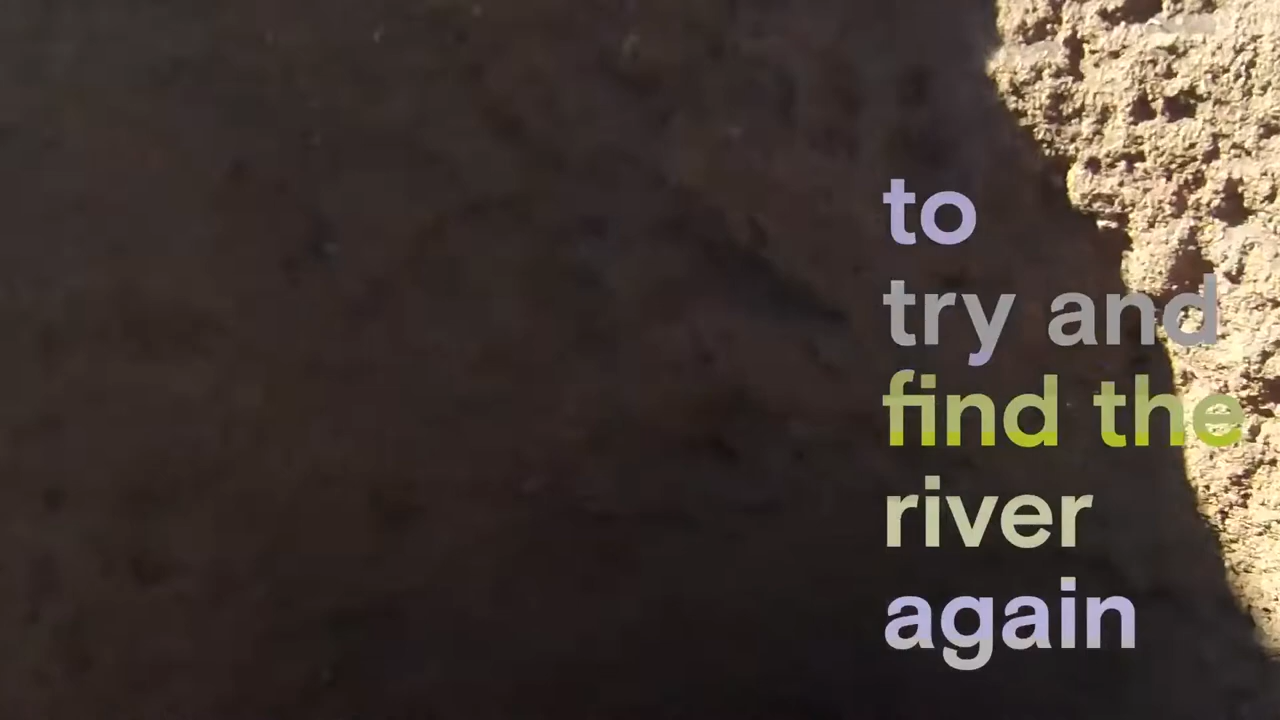 to
try and
find the
river
again